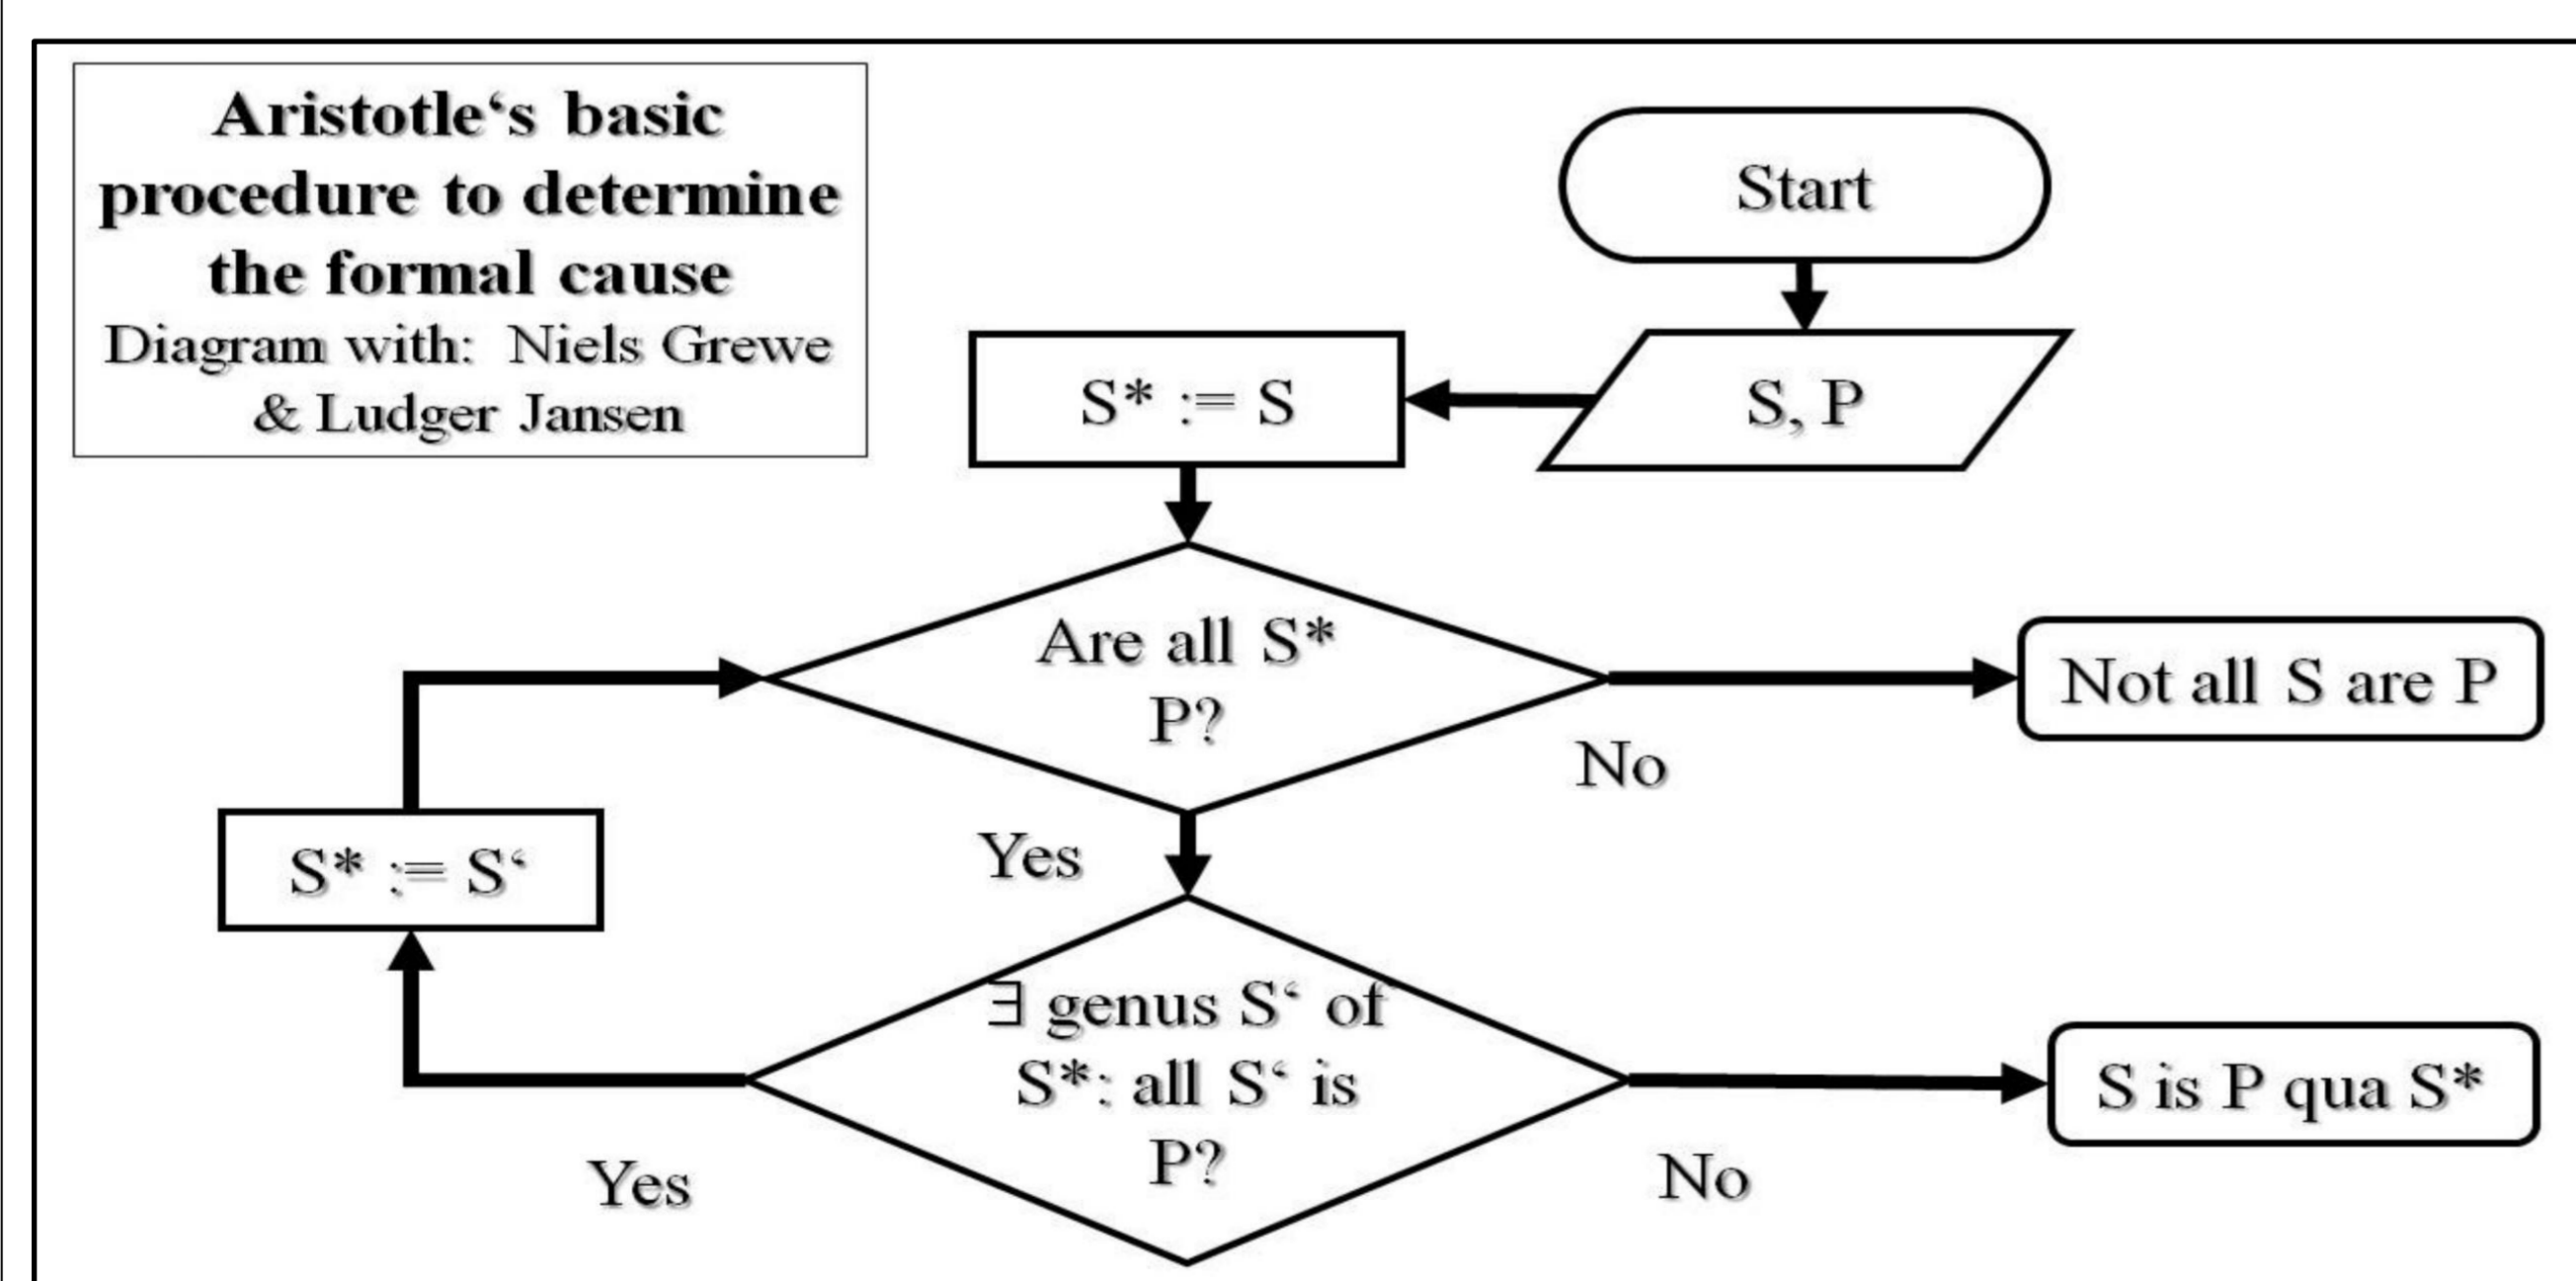 Aristotle‘s basic
procedure to determine
the formal cause
Diagram with: Niels Grewe
& Ludger Jansen
Start
S, P
S* := S
Are all S*
P?
No
Not all S are P
Yes
S* := S‘
∃ genus S‘ of
S*: all S‘ is
P?
Yes
No
S is P qua S*